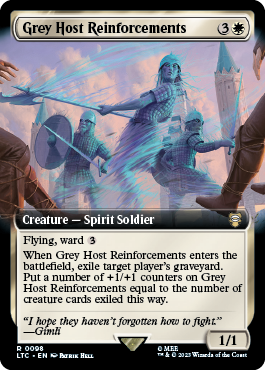 Grey Host Reinforcements 3
Creature — Spirit Soldier
Flying, ward 3
When Grey Host Reinforcements enters the
battlefield, exile target player's graveyard.
Put a number of +1/+1 counters on Grey
Host Reinforcements equal to the number of
creature cards exiled this way.
"I hope they haven't forgotten how to fight."
—Gimli
1/1
R 0098
LTC • EN Patrik Hell
© MEE
™ & © 2023 Wizards of the Coast